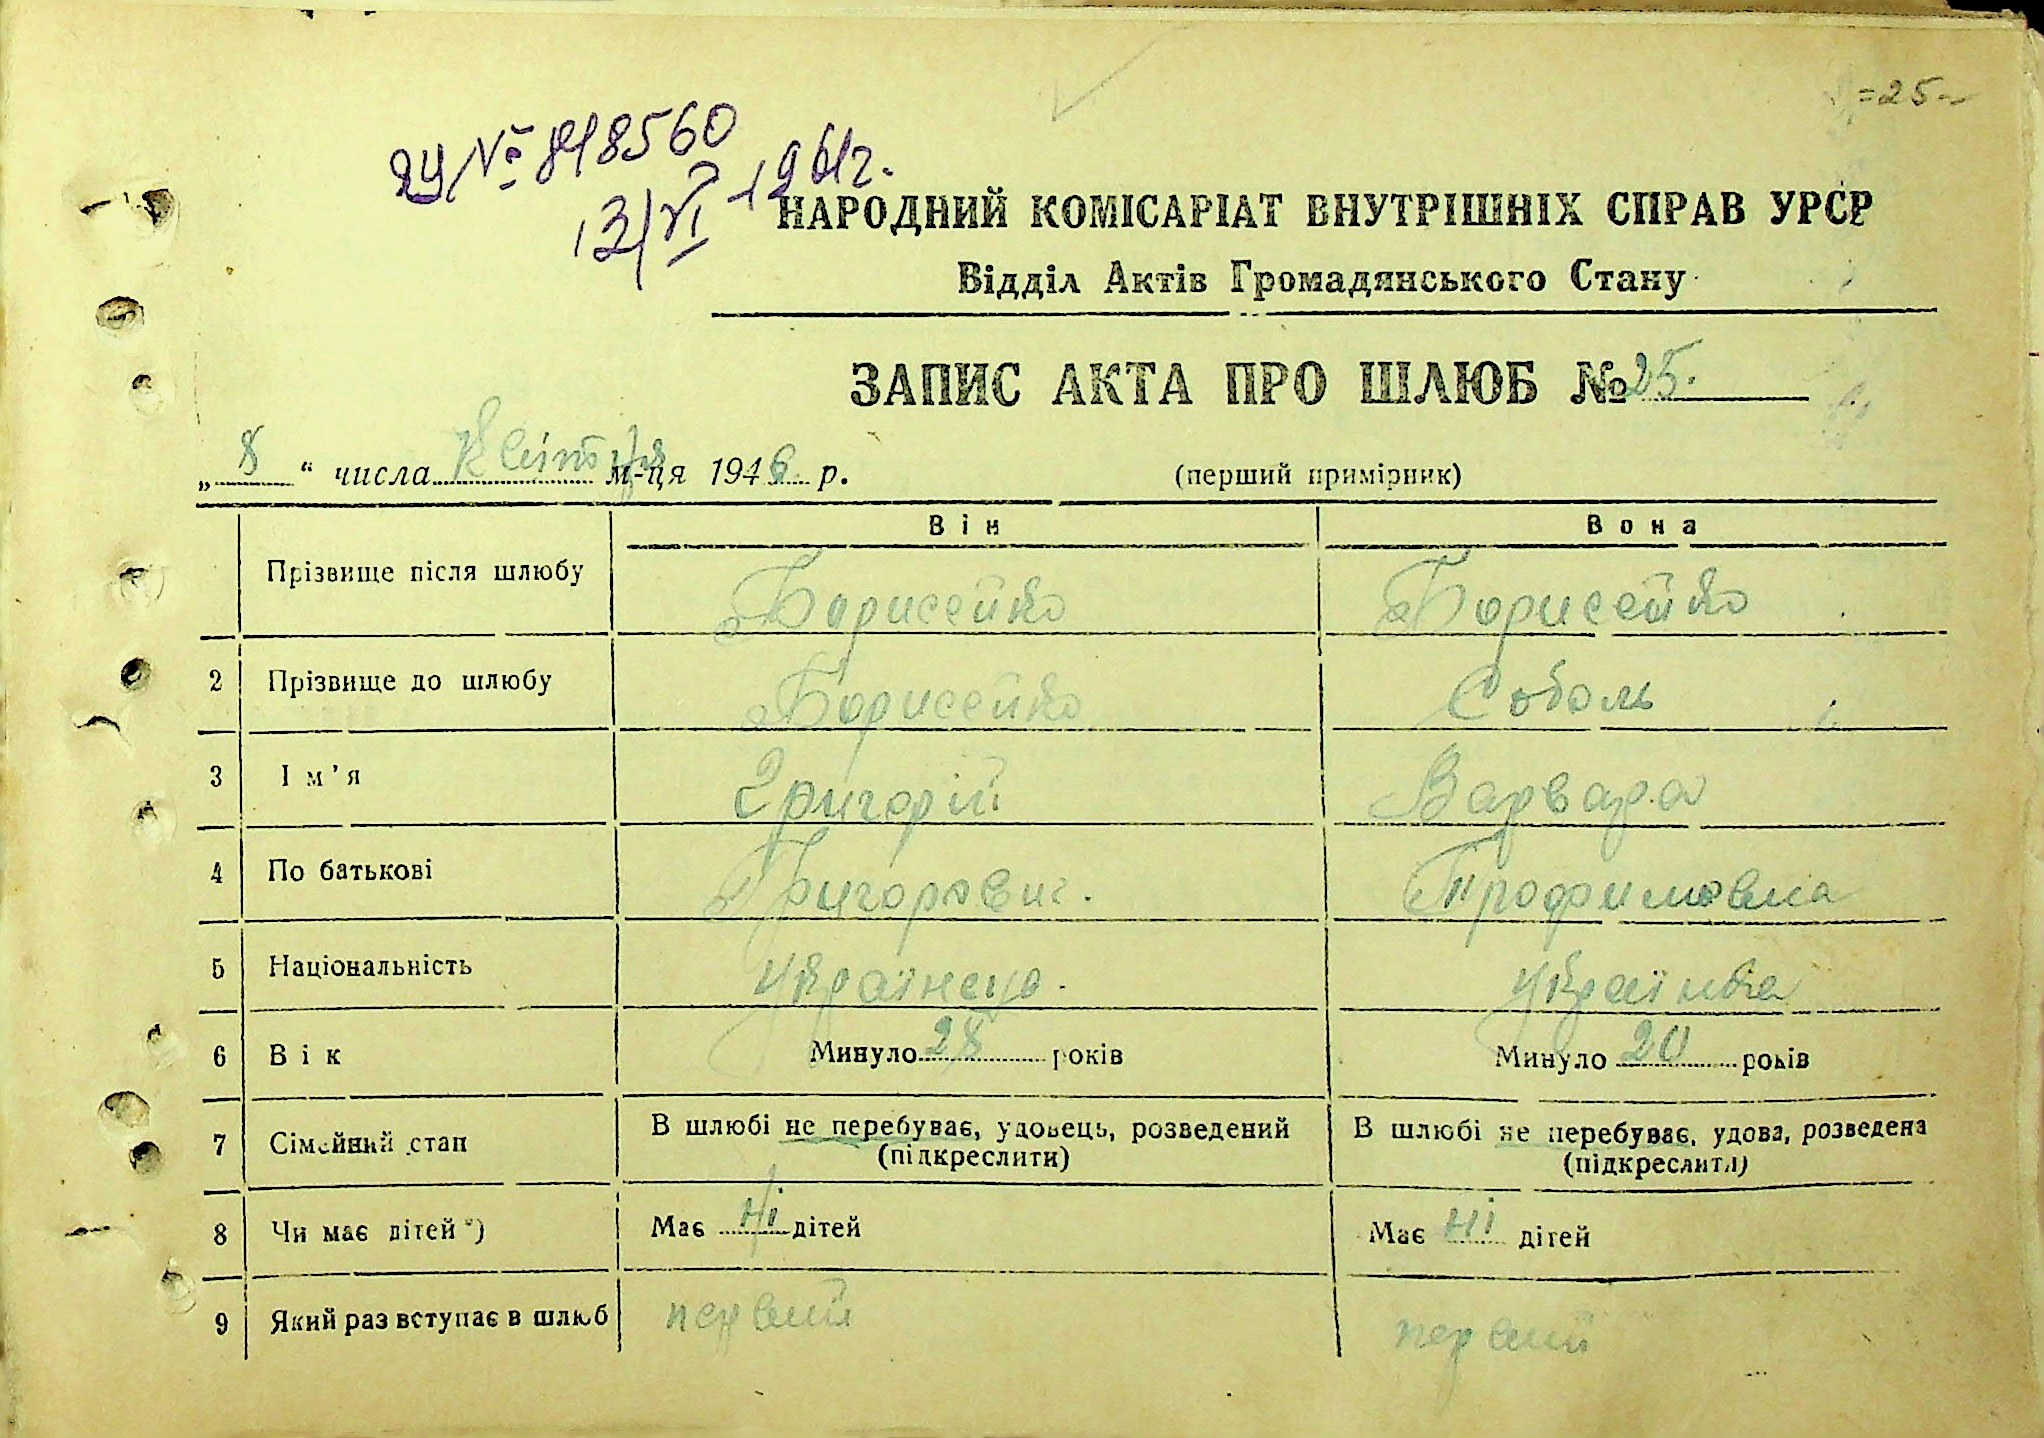 =25=
ЯУ № 818560
13/VI 1961г.
НАРОДНИЙ КОМІСАРІАТ ВНУТРІШНІХ СПРАВ УРСР
Відділ Актів Громадянського Стану
ЗАПИС АКТА ПРО ШЛЮБ № 25.
„ 8 “ числа Квітня м-ця 1946 р. (перший примірник)
Він Вона
Прізвище після шлюбу Борисейко Борисейко
2 Прізвище до шлюбу Борисейко Соболь
3 Ім’я Григорій Варвара
4 По батькові Григорович. Трофимовна
5 Національність Українець. Українка
6 Вік Минуло 28 років Минуло 20 років
7 Сімейний стан В шлюбі не перебуває, удовець, розведений В шлюбі не перебуває, удова, розведена
(підкреслити) (підкреслити)
8 Чи має дітей *) Має ні дітей Має ні дітей
9 Який раз вступає в шлюб первий первий